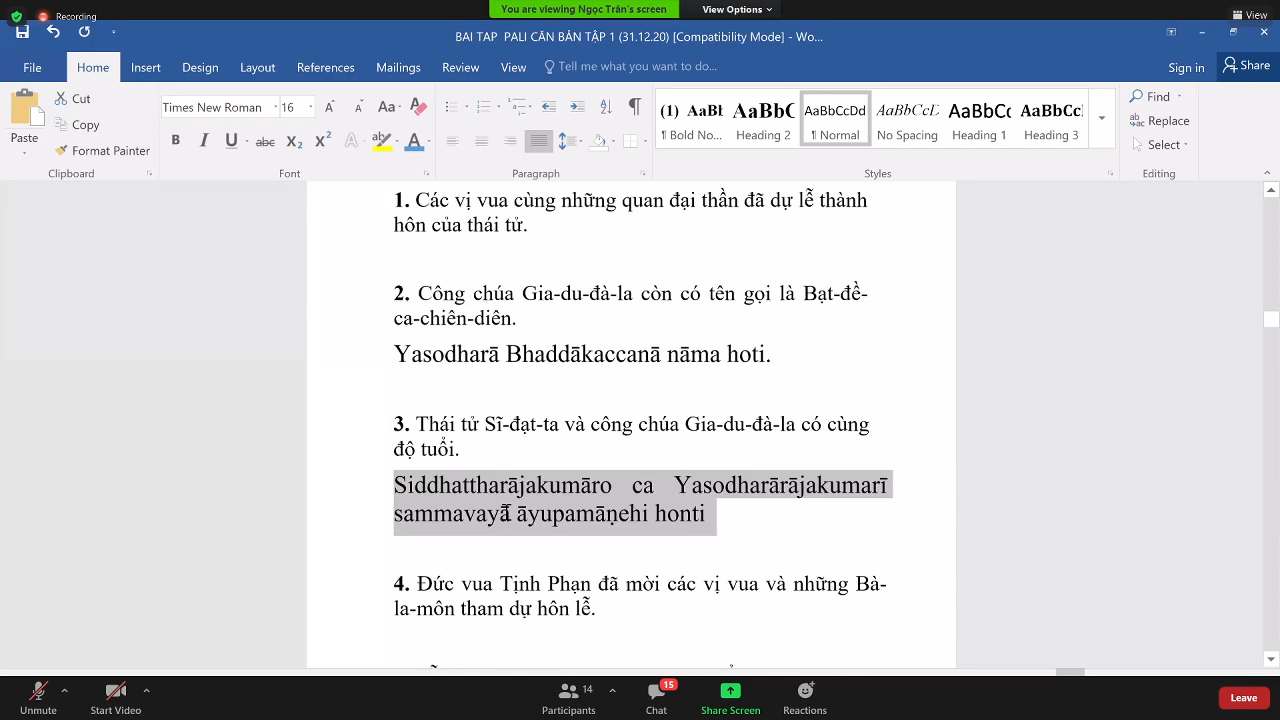 Recording
You are viewing Ngọc Trân's screen
View Options
View
BAI TAP PALI CĂN BẢN TẬP 1 (31.12.20) [Compatibility Mode] - Wo...
File Home Insert Design Layout References Mailings Review View Tell me what you want to do... Sign in Share
Paste
Cut
Copy
Format Painter
Clipboard
Times New Roman 16
Font
Paragraph
(1) AaBb AaBbC AaBbCcDd AaBbCcD AaBbCc AaBbCc
¶ Bold No... Heading 2 ¶ Normal No Spacing Heading 1 Heading 3
Styles
Find
Replace
Select
Editing
1. Các vị vua cùng những quan đại thần đã dự lễ thành
hôn của thái tử.
2. Công chúa Gia-du-đà-la còn có tên gọi là Bạt-đề-
ca-chiên-diên.
Yasodharā Bhaddākaccanā nāma hoti.
3. Thái tử Sĩ-đạt-ta và công chúa Gia-du-đà-la có cùng
độ tuổi.
Siddhattharājakumāro ca Yasodharārājakumarī
sammavayā āyupamāṇehi honti
4. Đức vua Tịnh Phạn đã mời các vị vua và những Bà-
la-môn tham dự hôn lễ.
Unmute
Start Video
14
Participants
15
Chat
Share Screen
Reactions
Leave